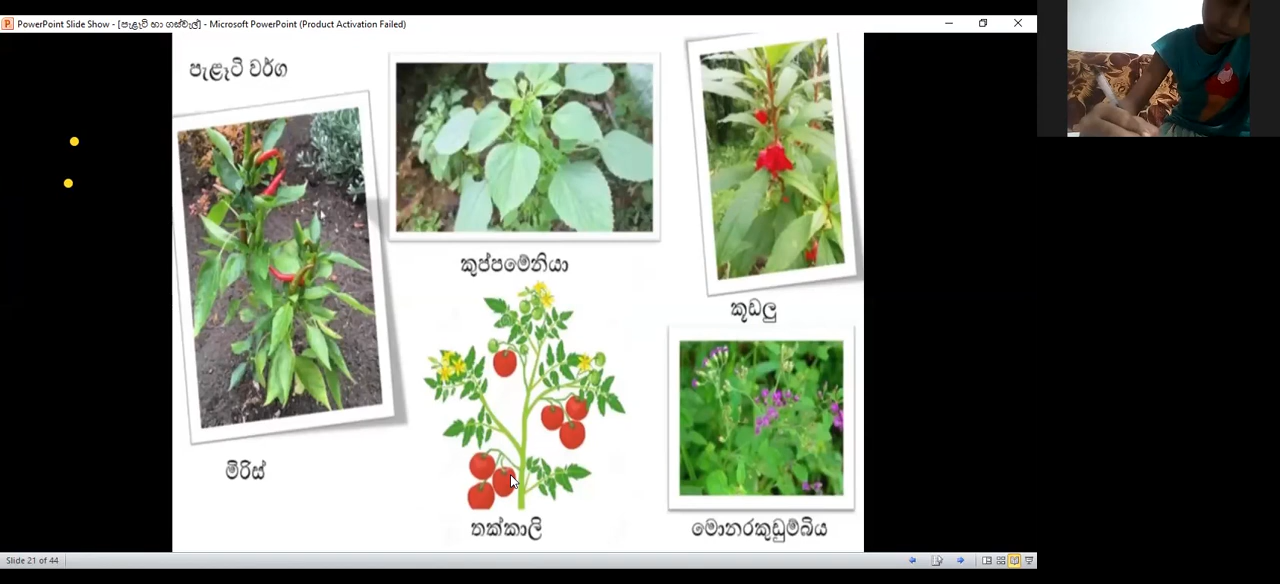 PowerPoint Slide Show - [පැළෑටි හා ගස්වැල්] - Microsoft PowerPoint (Product Activation Failed)
පැළෑටි වර්ග
කුප්පමේනියා
කූඩලු
මිරිස්
තක්කාලි
මොනරකුඩුම්බිය
Slide 21 of 44